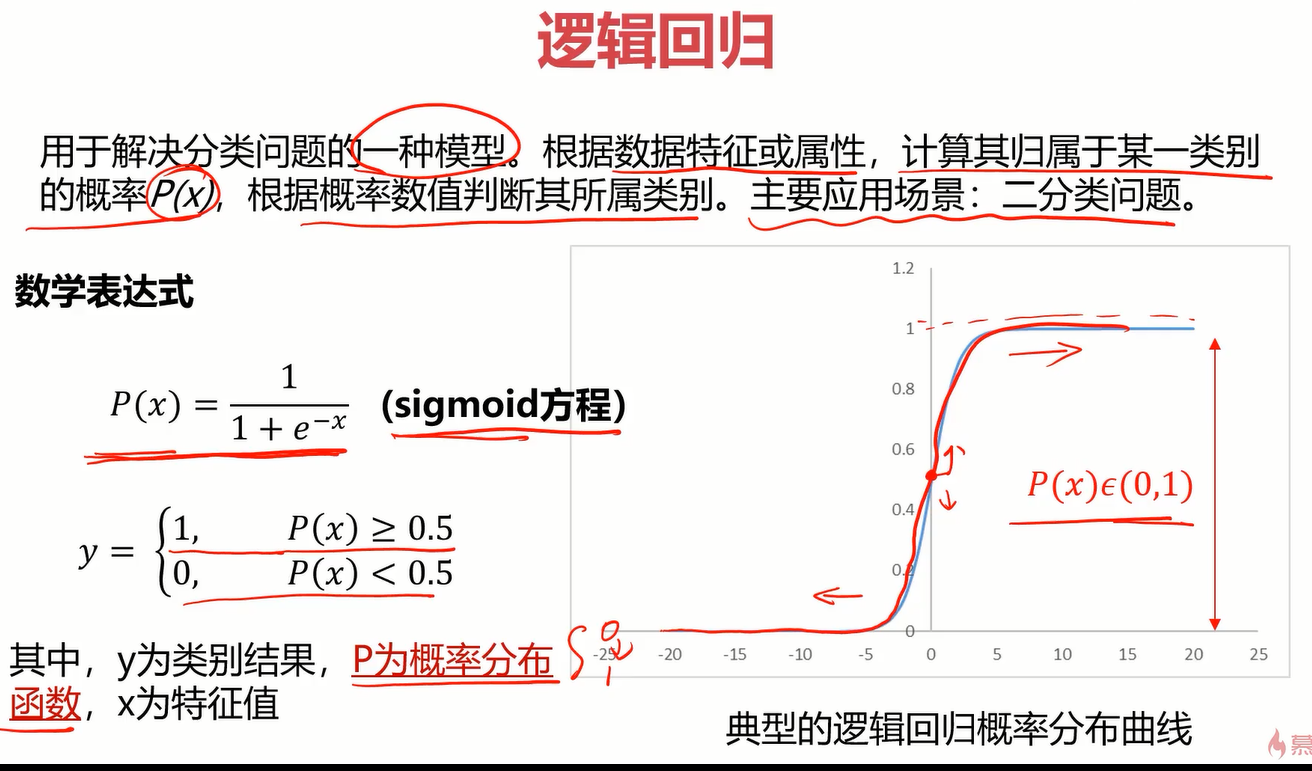 逻辑回归
用于解决分类问题的一种模型。根据数据特征或属性，计算其归属于某一类别
的概率P(x)，根据概率数值判断其所属类别。主要应用场景：二分类问题。
数学表达式
P(x) = 1 / (1 + e^{-x}) （sigmoid方程）
y = { 1, P(x) ≥ 0.5
0, P(x) < 0.5
其中，y为类别结果，P为概率分布
函数，x为特征值
1.2
1
0.8
0.6
0.4
0.2
0
-25 -20 -15 -10 -5 0 5 10 15 20 25
P(x)ϵ(0,1)
0
1
典型的逻辑回归概率分布曲线
慕